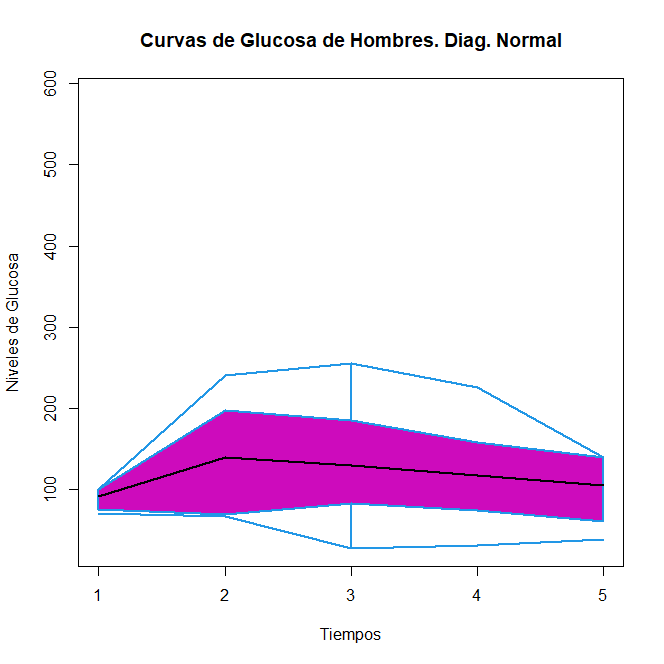 Curvas de Glucosa de Hombres. Diag. Normal
Niveles de Glucosa
600
500
400
300
200
100
1 2 3 4 5
Tiempos